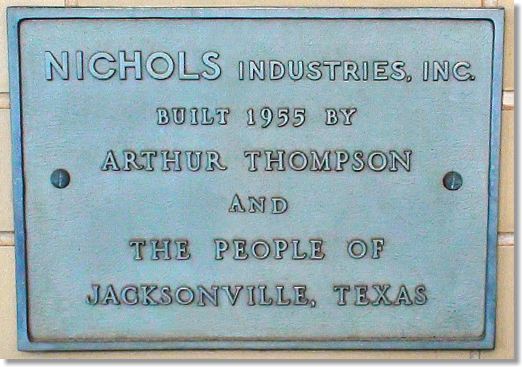 NICHOLS INDUSTRIES, INC.
BUILT 1955 BY
ARTHUR THOMPSON
AND
THE PEOPLE OF
JACKSONVILLE, TEXAS